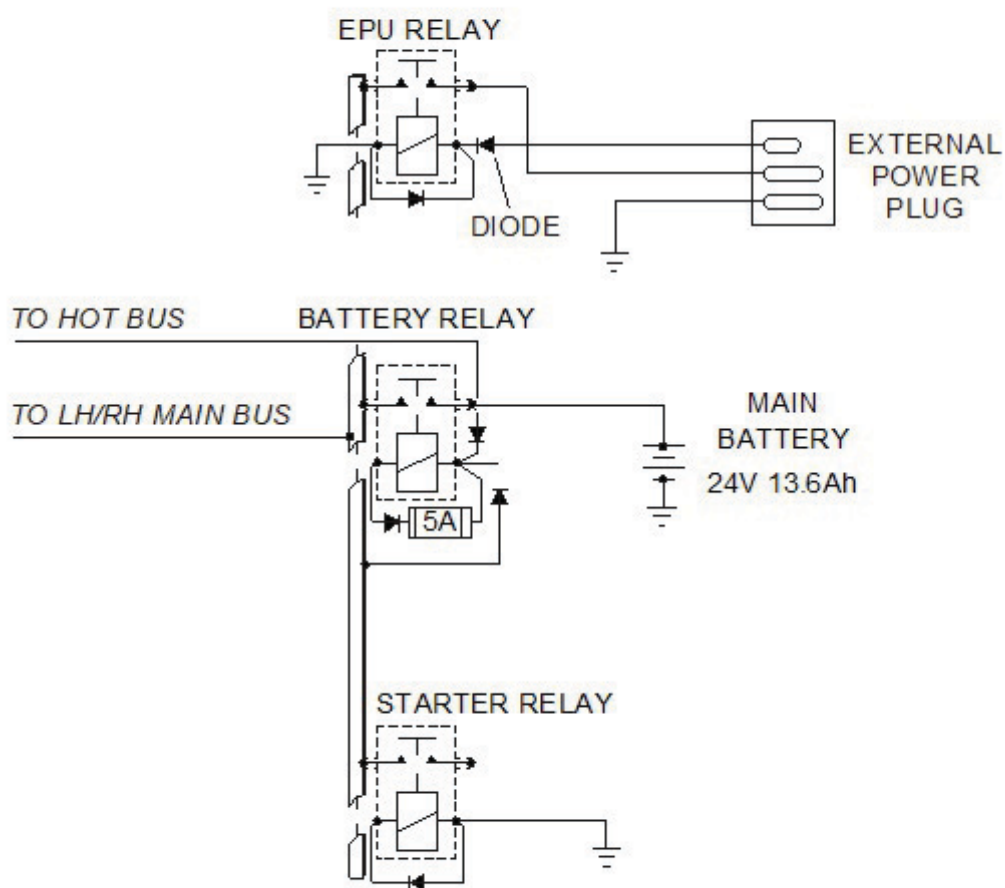 EPU RELAY
EXTERNAL
POWER
PLUG
DIODE
TO HOT BUS
BATTERY RELAY
TO LH/RH MAIN BUS
MAIN
BATTERY
24V 13.6Ah
5A
STARTER RELAY